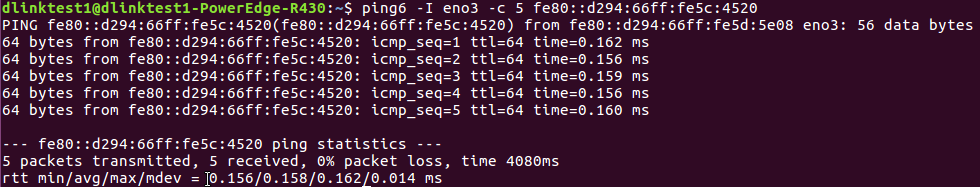 dlinktest1@dlinktest1-PowerEdge-R430:~$ ping6 -I eno3 -c 5 fe80::d294:66ff:fe5c:4520
PING fe80::d294:66ff:fe5c:4520(fe80::d294:66ff:fe5c:4520) from fe80::d294:66ff:fe5d:5e08 eno3: 56 data bytes
64 bytes from fe80::d294:66ff:fe5c:4520: icmp_seq=1 ttl=64 time=0.162 ms
64 bytes from fe80::d294:66ff:fe5c:4520: icmp_seq=2 ttl=64 time=0.156 ms
64 bytes from fe80::d294:66ff:fe5c:4520: icmp_seq=3 ttl=64 time=0.159 ms
64 bytes from fe80::d294:66ff:fe5c:4520: icmp_seq=4 ttl=64 time=0.156 ms
64 bytes from fe80::d294:66ff:fe5c:4520: icmp_seq=5 ttl=64 time=0.160 ms
--- fe80::d294:66ff:fe5c:4520 ping statistics ---
5 packets transmitted, 5 received, 0% packet loss, time 4080ms
rtt min/avg/max/mdev = 0.156/0.158/0.162/0.014 ms